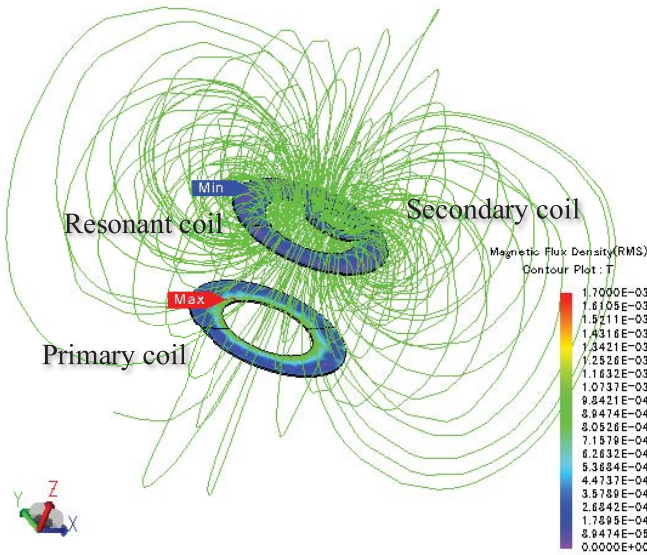 Min
Resonant coil
Secondary coil
Magnetic Flux Density(RMS)
Contour Plot : T
Max
Primary coil
1.7000E-03
1.6105E-03
1.5211E-03
1.4316E-03
1.3421E-03
1.2526E-03
1.1632E-03
1.0737E-03
9.8421E-04
8.9474E-04
8.0526E-04
7.1579E-04
6.2632E-04
5.3684E-04
4.4737E-04
3.5789E-04
2.6842E-04
1.7895E-04
8.9474E-05
0.0000E+00
Z
Y
X